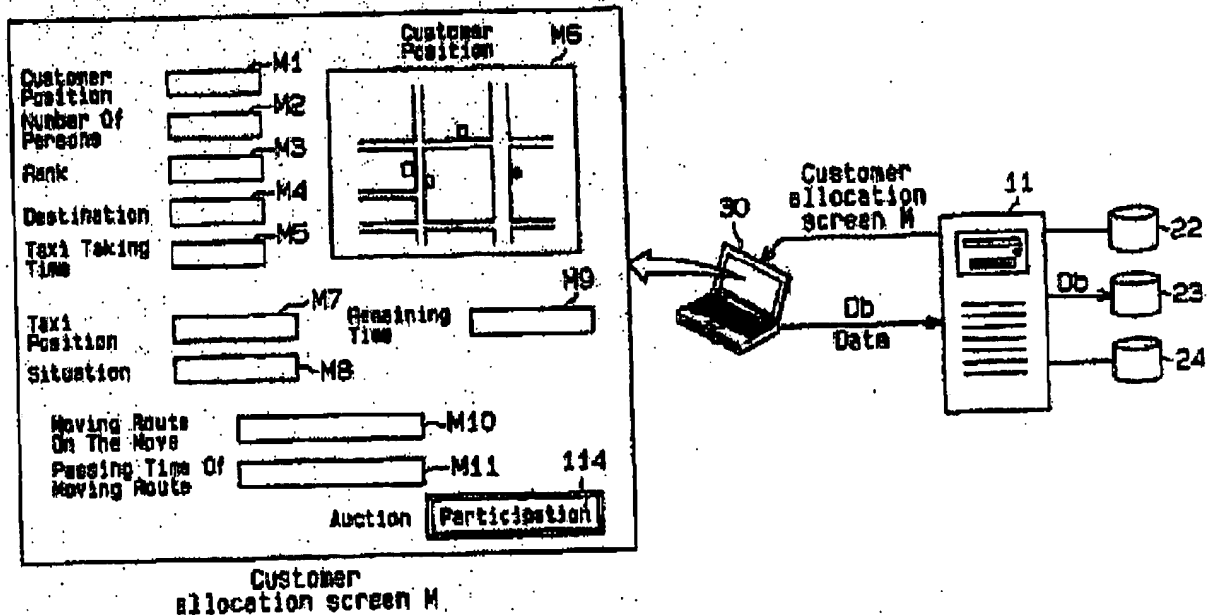 Customer
Position
M6
Customer
Position
M1
Number Of
Persons
M2
Rank
M3
Destination
M4
Taxi Taking
Time
M5
Taxi
Position
M7
Remaining
Time
M9
Situation
M8
Moving Route
On The Move
M10
Passing Time Of
Moving Route
M11
114
Auction
Participation
Customer
allocation screen M
30
Customer
allocation
screen M
11
22
Db
Data
Db
23
24